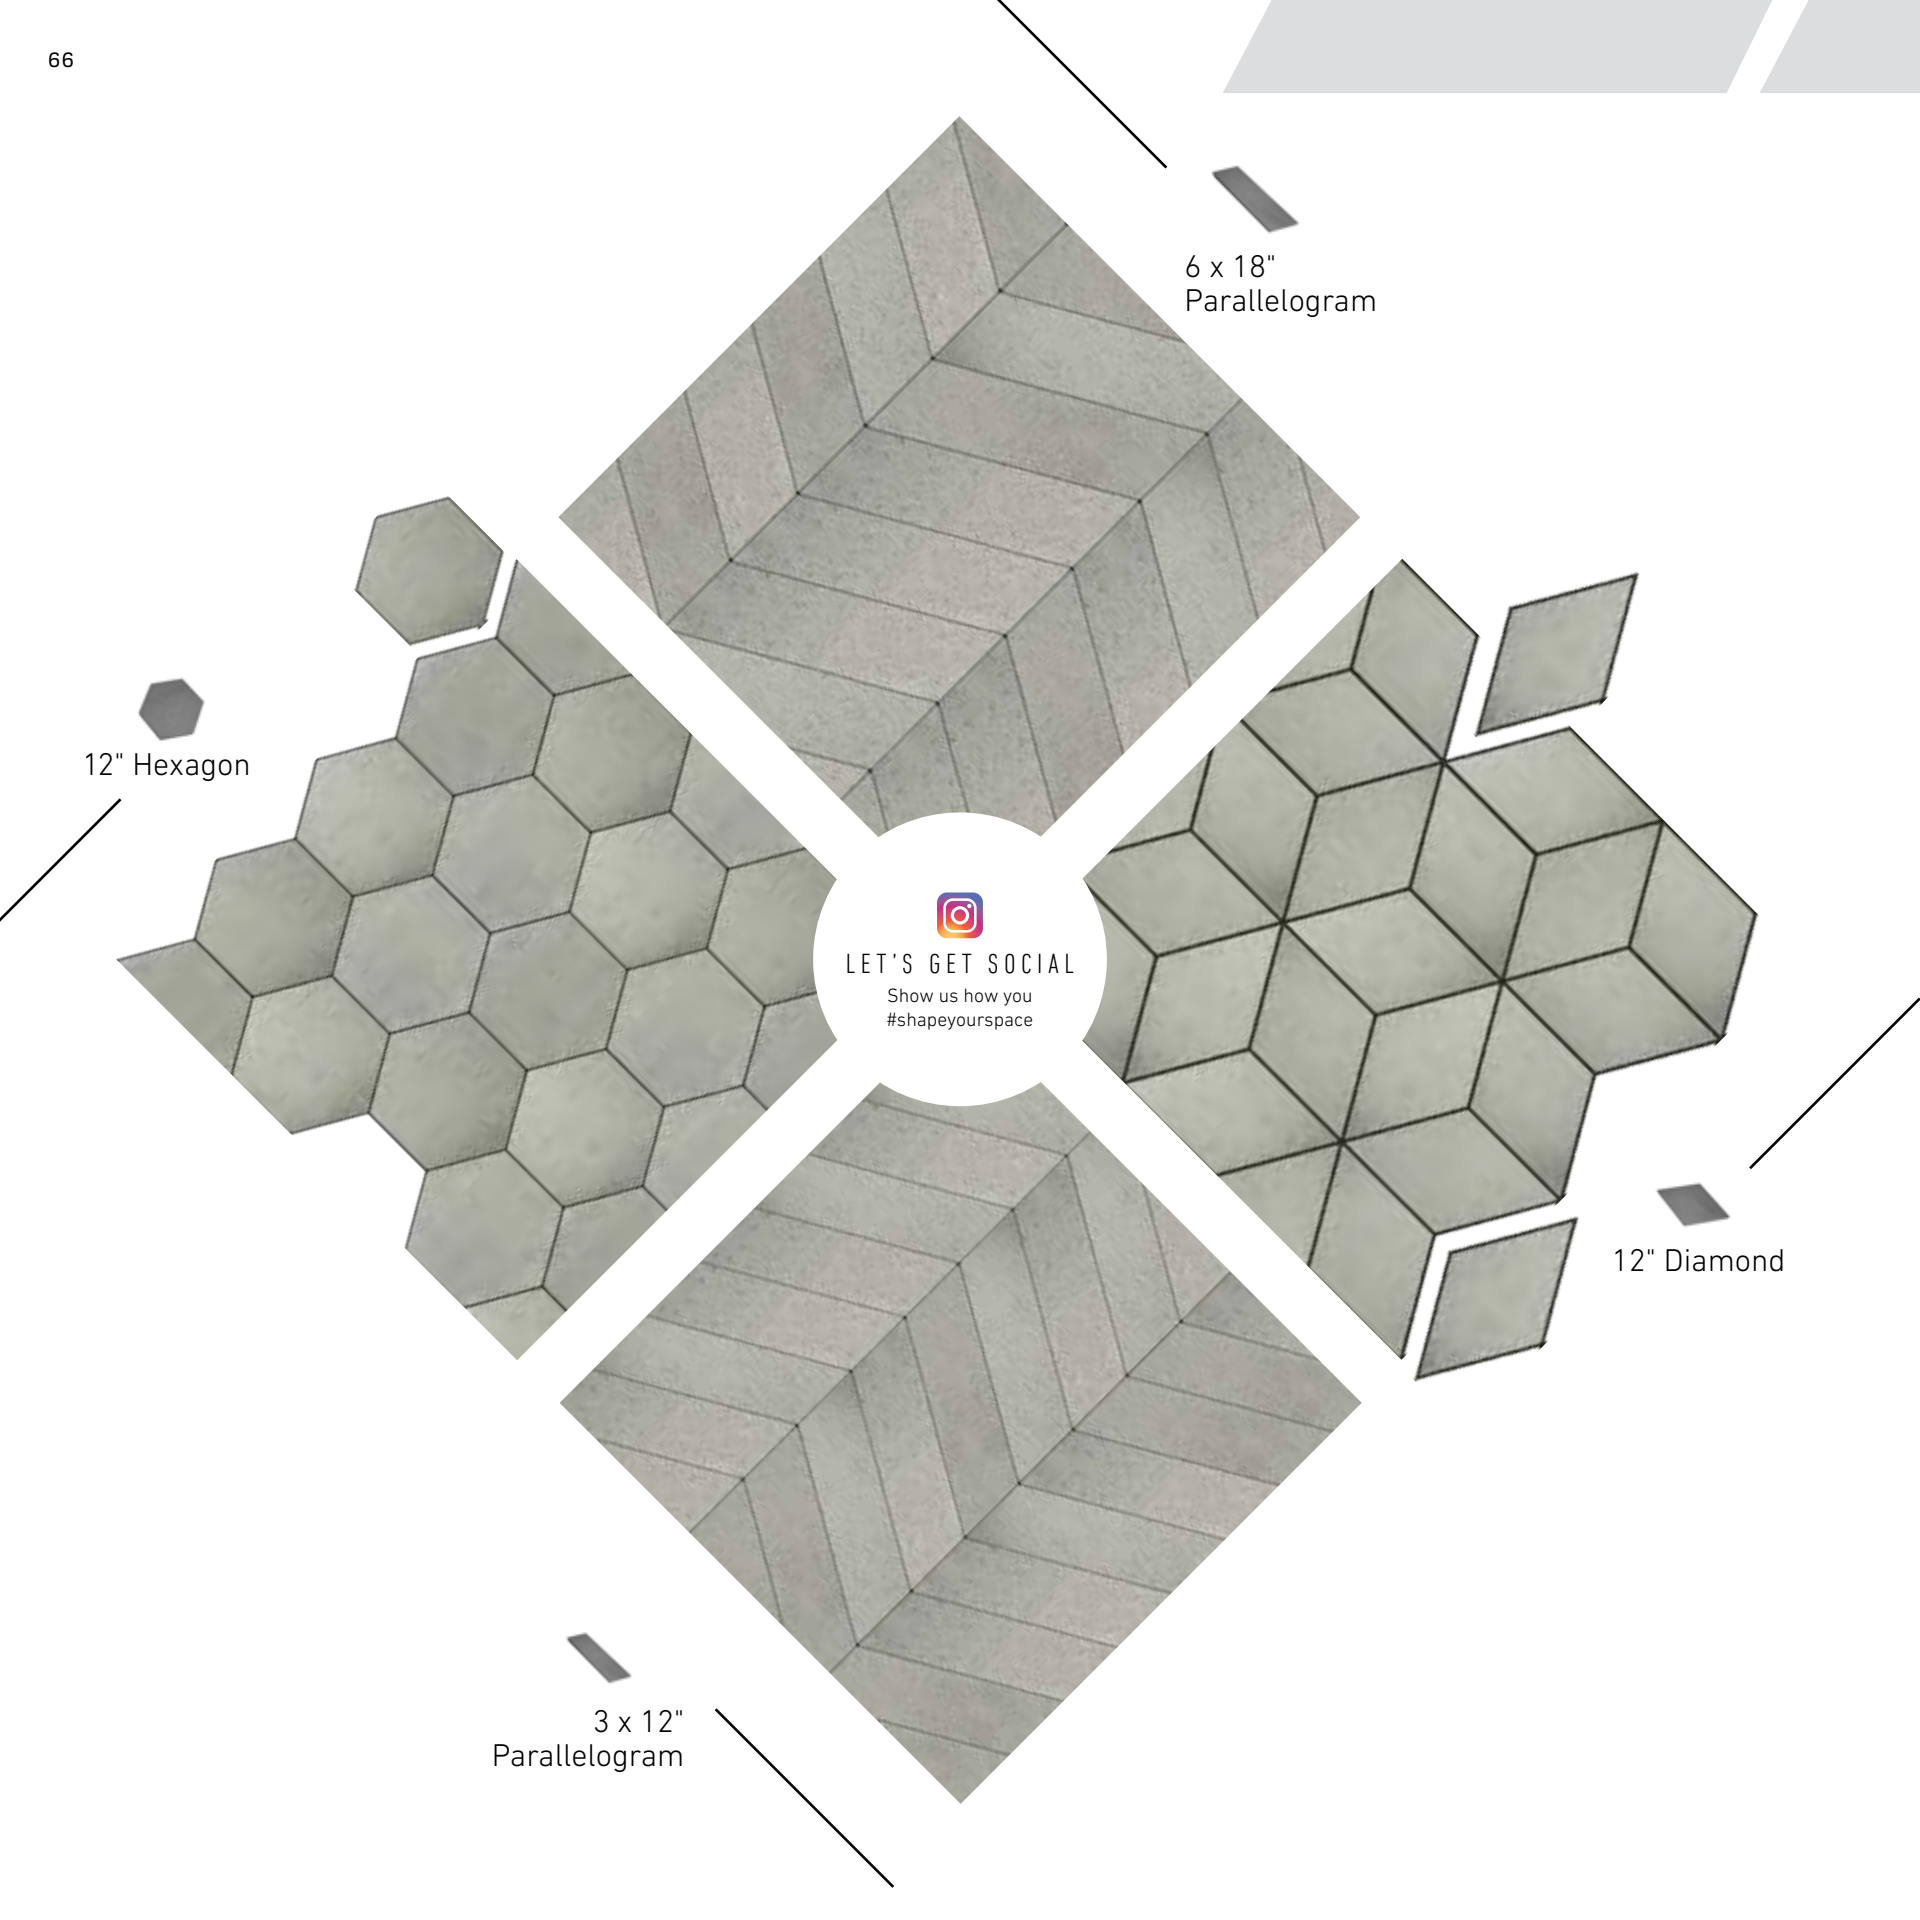 66
6 x 18"
Parallelogram
12" Hexagon
LET'S GET SOCIAL
Show us how you
#shapeyourspace
12" Diamond
3 x 12"
Parallelogram